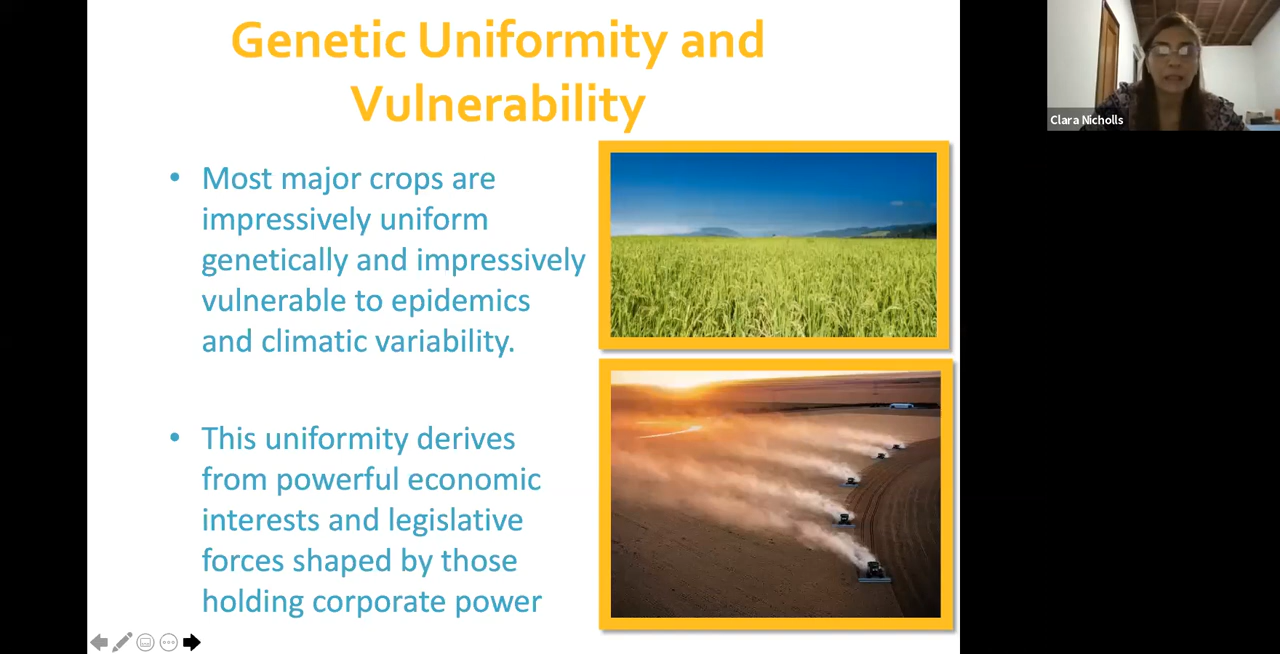 Genetic Uniformity and
Vulnerability
• Most major crops are
impressively uniform
genetically and impressively
vulnerable to epidemics
and climatic variability.
• This uniformity derives
from powerful economic
interests and legislative
forces shaped by those
holding corporate power
Clara Nicholls